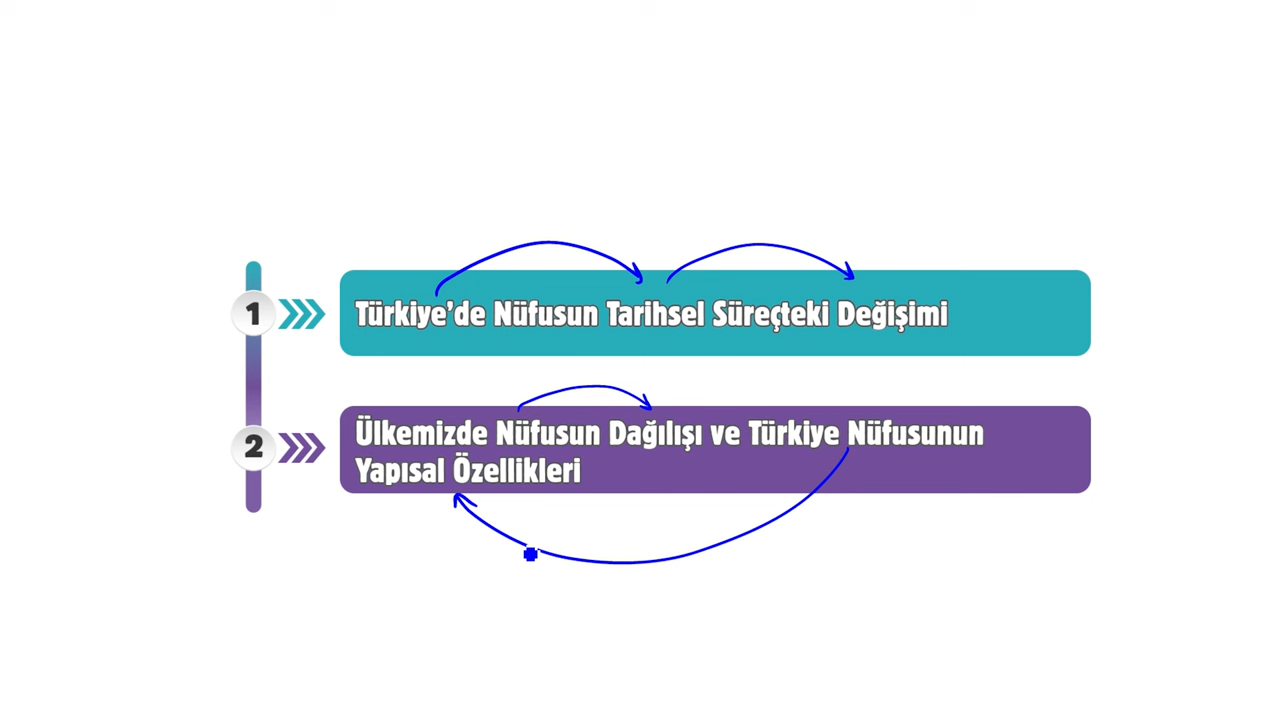 1
Türkiye'de Nüfusun Tarihsel Süreçteki Değişimi
2
Ülkemizde Nüfusun Dağılışı ve Türkiye Nüfusunun
Yapısal Özellikleri